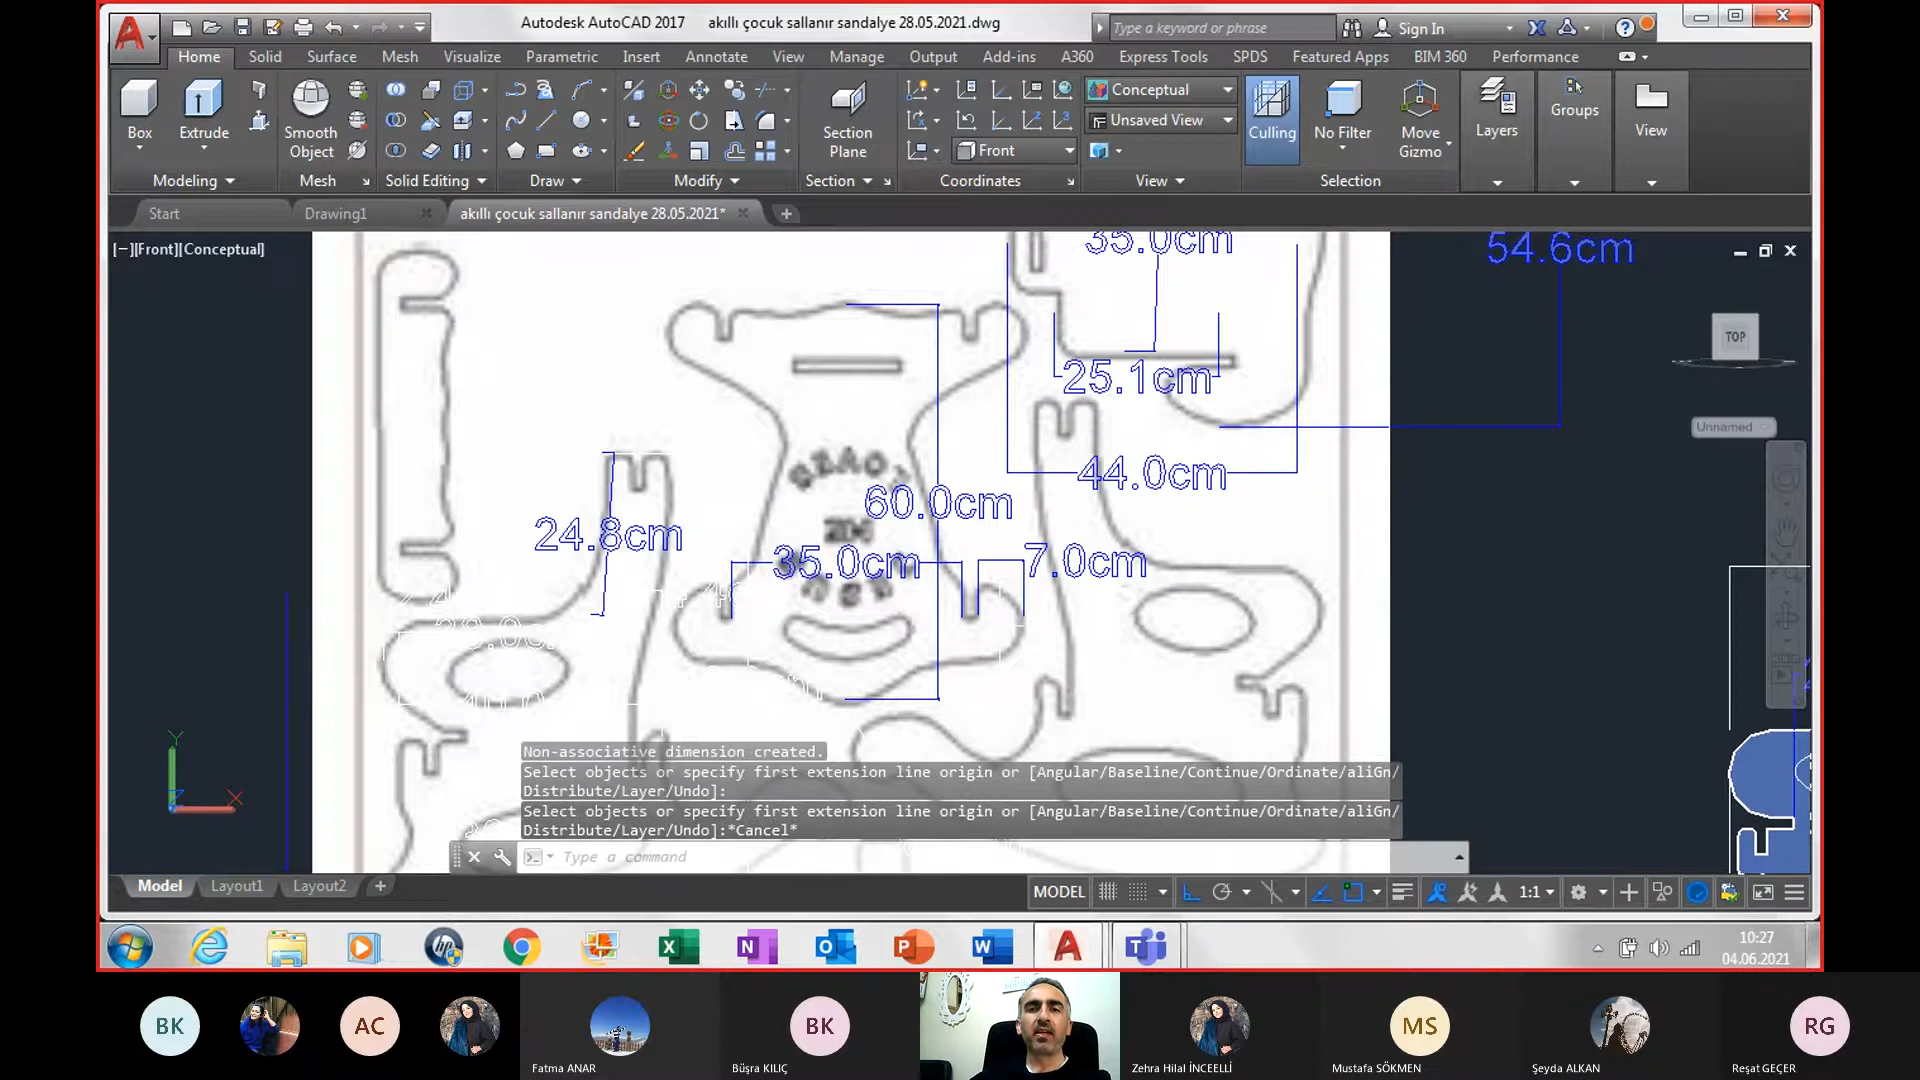 Autodesk AutoCAD 2017 akıllı çocuk sallanır sandalye 28.05.2021.dwg
Type a keyword or phrase
Sign In
Home Solid Surface Mesh Visualize Parametric Insert Annotate View Manage Output Add-ins A360 Express Tools SPDS Featured Apps BIM 360 Performance
Box
Extrude
Smooth Object
Section Plane
Conceptual
Unsaved View
Front
Culling
No Filter
Move Gizmo
Layers
Groups
View
Modeling
Mesh
Solid Editing
Draw
Modify
Section
Coordinates
View
Selection
Start
Drawing1
akıllı çocuk sallanır sandalye 28.05.2021*
[−][Front][Conceptual]
35.0cm
54.6cm
TOP
25.1cm
Unnamed
44.0cm
60.0cm
24.8cm
35.0cm
7.0cm
Y
X
Z
Non-associative dimension created.
Select objects or specify first extension line origin or [Angular/Baseline/Continue/Ordinate/aliGn/
Distribute/Layer/Undo]:
Select objects or specify first extension line origin or [Angular/Baseline/Continue/Ordinate/aliGn/
Distribute/Layer/Undo]:*Cancel*
Type a command
Model Layout1 Layout2
MODEL
1:1
10:27
04.06.2021
BK
AC
BK
MS
RG
Fatma ANAR
Büşra KILIÇ
Zehra Hilal İNCEELLİ
Mustafa SÖKMEN
Şeyda ALKAN
Reşat GEÇER